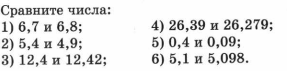 Сравните числа:
1) 6,7 и 6,8;
2) 5,4 и 4,9;
3) 12,4 и 12,42;
4) 26,39 и 26,279;
5) 0,4 и 0,09;
6) 5,1 и 5,098.